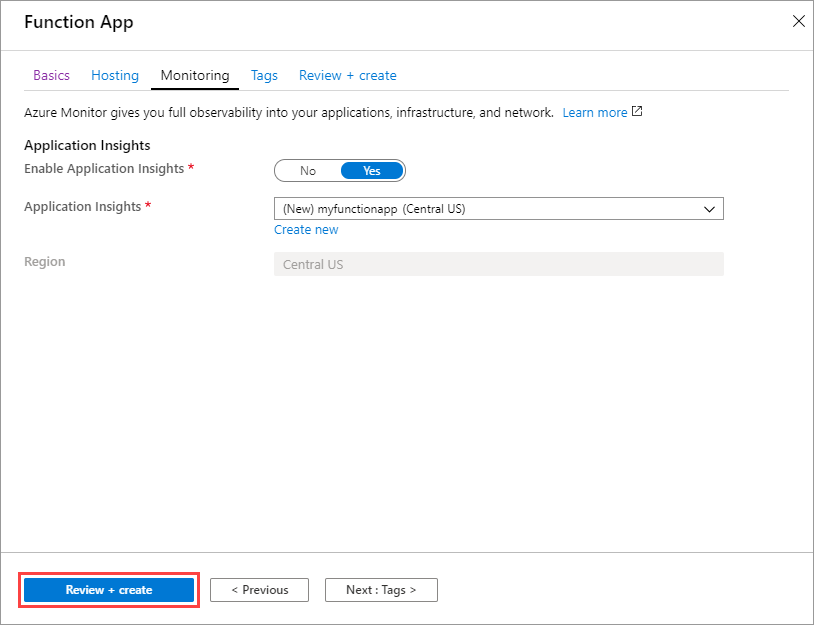 Function App
Basics Hosting Monitoring Tags Review + create
Azure Monitor gives you full observability into your applications, infrastructure, and network. Learn more
Application Insights
Enable Application Insights * No Yes
Application Insights * (New) myfunctionapp (Central US)
Create new
Region Central US
Review + create < Previous Next : Tags >